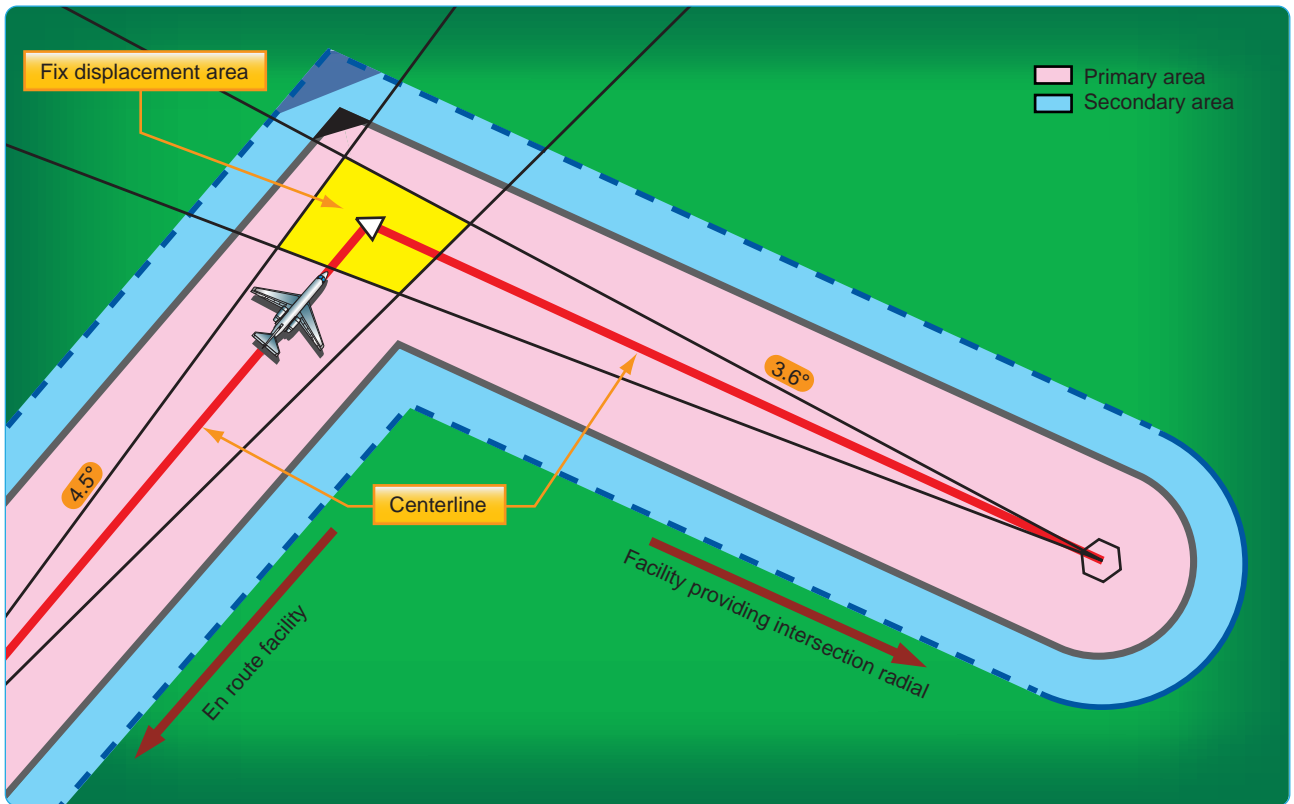 Fix displacement area
Primary area
Secondary area
3.6°
4.5°
Centerline
Facility providing intersection radial
En route facility